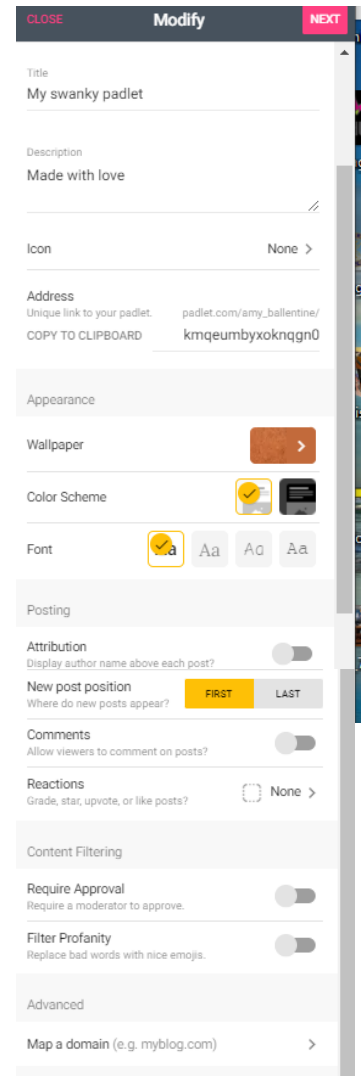 CLOSE Modify NEXT
Title
My swanky padlet
Description
Made with love
Icon None >
Address
Unique link to your padlet. padlet.com/amy_ballentine/
COPY TO CLIPBOARD kmqeumbyxoknqgn0
Appearance
Wallpaper
Color Scheme
Font Aa Aa Aa Aa
Posting
Attribution
Display author name above each post?
New post position FIRST LAST
Where do new posts appear?
Comments
Allow viewers to comment on posts?
Reactions None >
Grade, star, upvote, or like posts?
Content Filtering
Require Approval
Require a moderator to approve.
Filter Profanity
Replace bad words with nice emojis.
Advanced
Map a domain (e.g. myblog.com) >